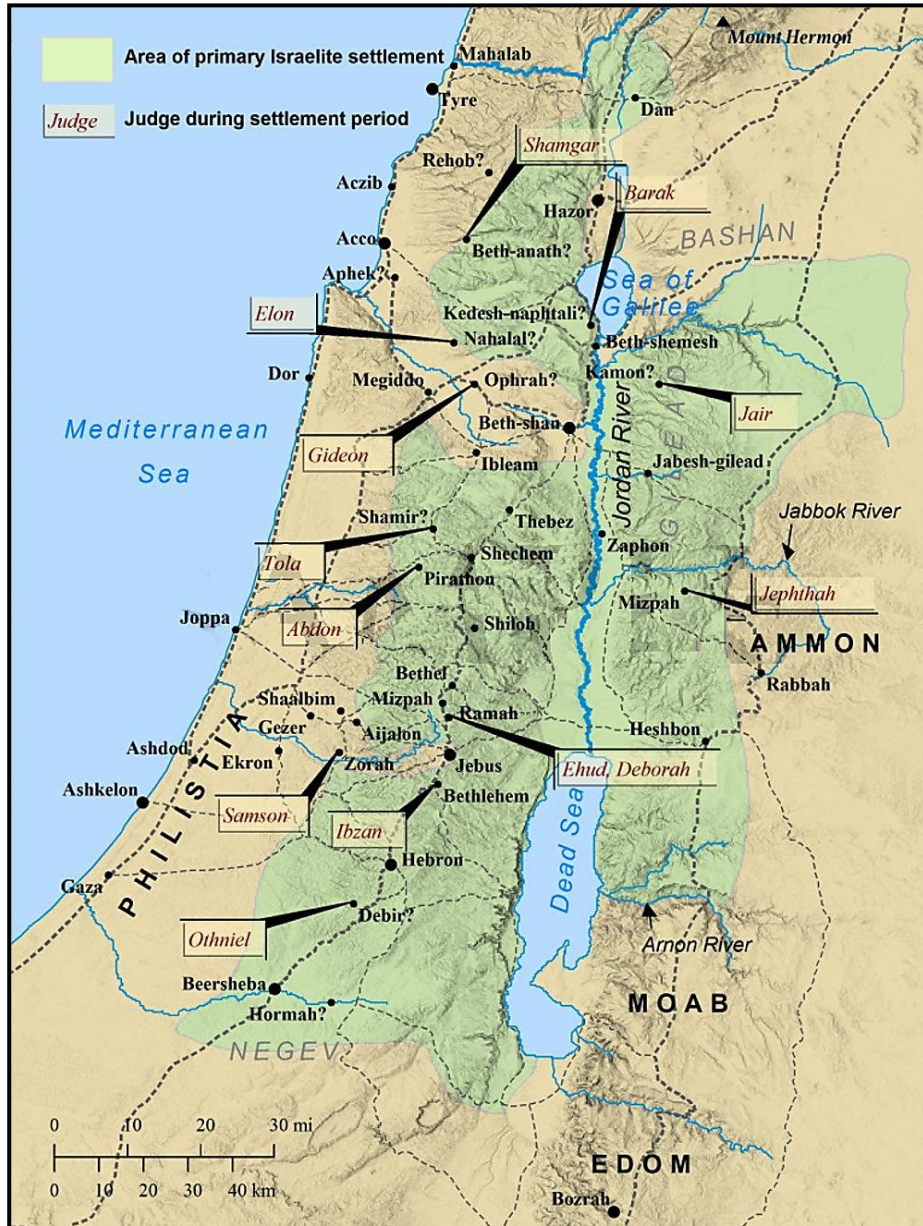 Area of primary Israelite settlement
Judge
Judge during settlement period
Mahalab
Mount Hermon
Tyre
Dan
Shamgar
Rehob?
Aczib
Barak
Hazor
Acco
Beth-anath?
BASHAN
Aphek?
Sea of
Galilee
Elon
Kedesh-naphtali?
Nahalal?
Beth-shemesh
Dor
Megiddo
Ophrah?
Kamon?
Jair
Mediterranean
Sea
Gideon
Beth-shan
Jordan River
GILEAD
Ibleam
Jabesh-gilead
Shamir?
Thebez
Jabbok River
Zaphon
Tola
Shechem
Pirathon
Mizpah
Jephthah
Joppa
Abdon
Shiloh
AMMON
Bethel
Rabbah
Mizpah
Shaalbim
Ramah
Gezer
Aijalon
Heshbon
Ashdod
Ekron
Zorah
Jebus
Ehud, Deborah
Ashkelon
Bethlehem
Samson
Ibzan
PHILISTIA
Dead Sea
Hebron
Gaza
Debir?
Othniel
Arnon River
Beersheba
Hormah?
MOAB
NEGEV
0 10 20 30 mi
0 10 20 30 40 km
EDOM
Bozrah